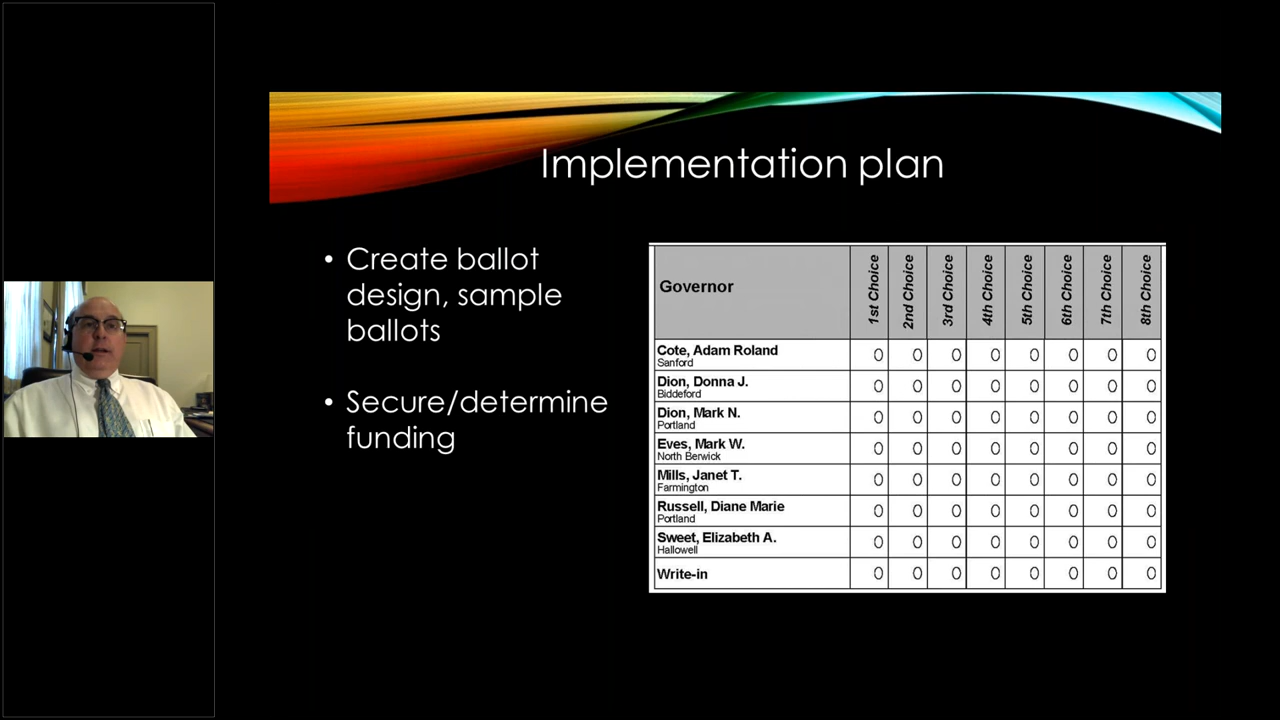 Implementation plan
• Create ballot
design, sample
ballots
• Secure/determine
funding
Governor
1st Choice
2nd Choice
3rd Choice
4th Choice
5th Choice
6th Choice
7th Choice
8th Choice
Cote, Adam Roland
Sanford
Dion, Donna J.
Biddeford
Dion, Mark N.
Portland
Eves, Mark W.
North Berwick
Mills, Janet T.
Farmington
Russell, Diane Marie
Portland
Sweet, Elizabeth A.
Hallowell
Write-in